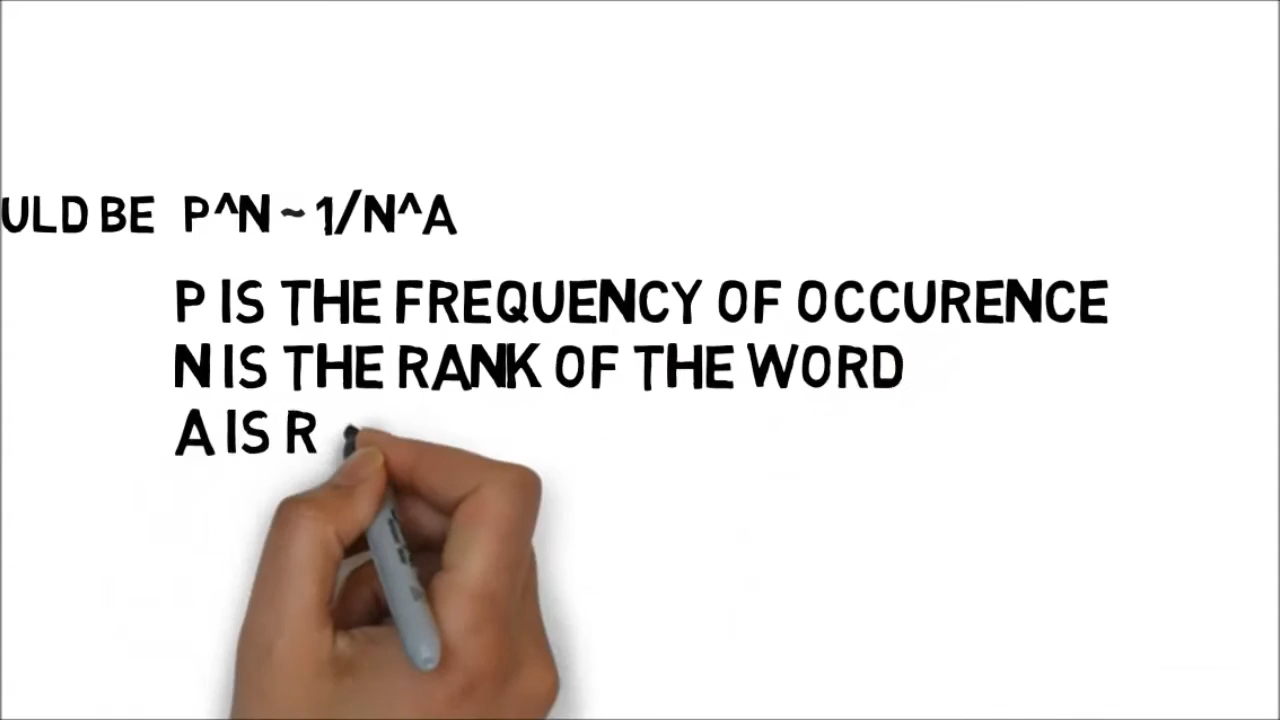 ULD BE P^N ~ 1/N^A
P IS THE FREQUENCY OF OCCURENCE
N IS THE RANK OF THE WORD
A IS R